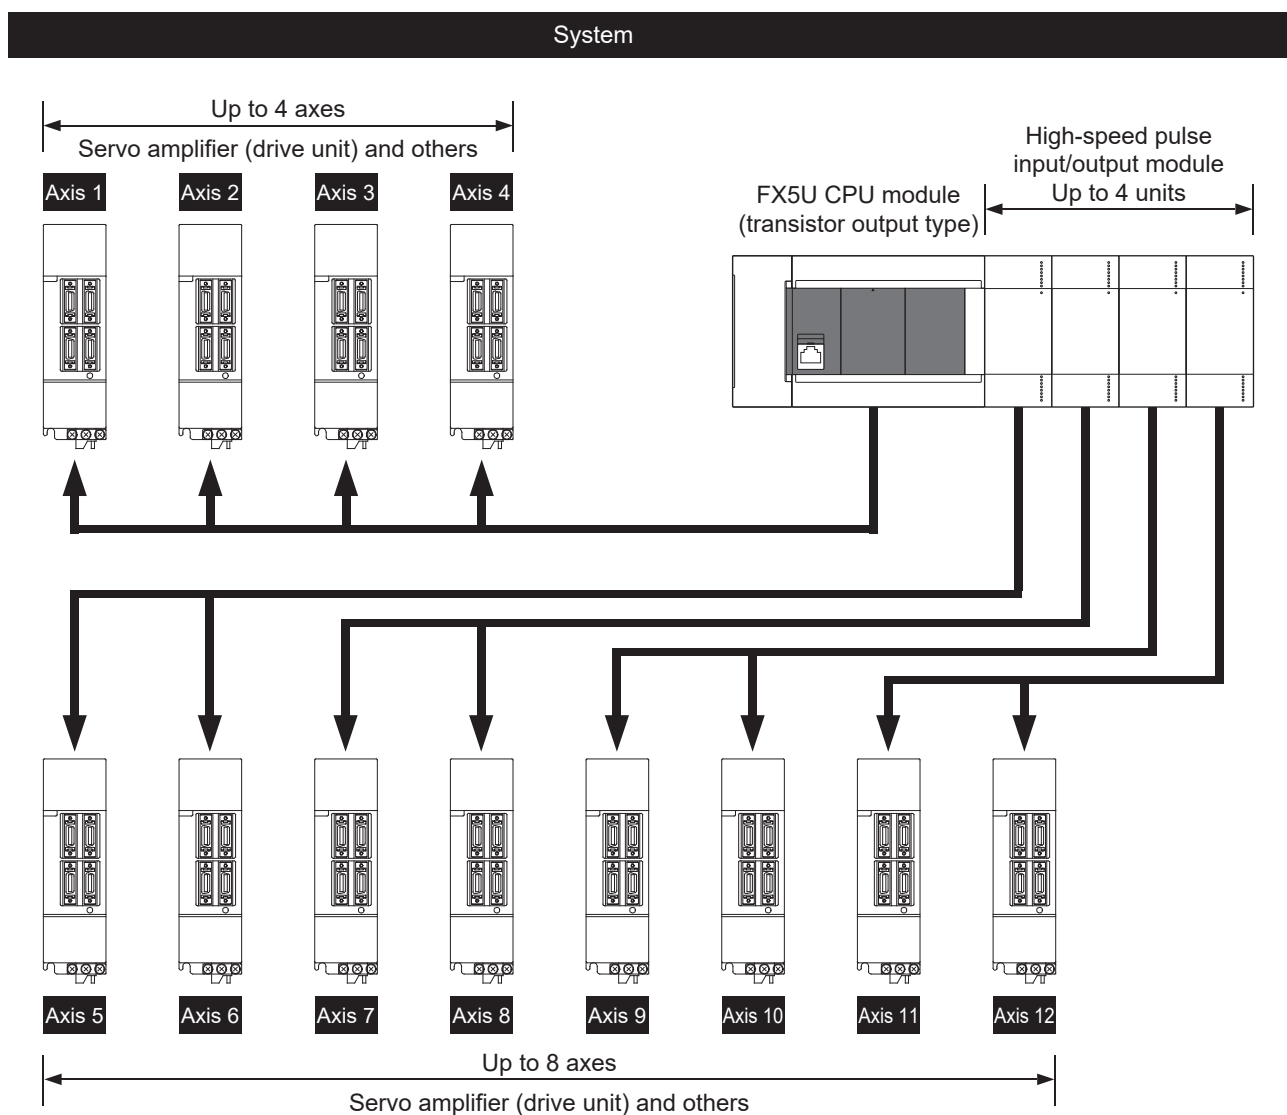 System
Up to 4 axes
Servo amplifier (drive unit) and others
Axis 1
Axis 2
Axis 3
Axis 4
High-speed pulse
input/output module
Up to 4 units
FX5U CPU module
(transistor output type)
Axis 5
Axis 6
Axis 7
Axis 8
Axis 9
Axis 10
Axis 11
Axis 12
Up to 8 axes
Servo amplifier (drive unit) and others